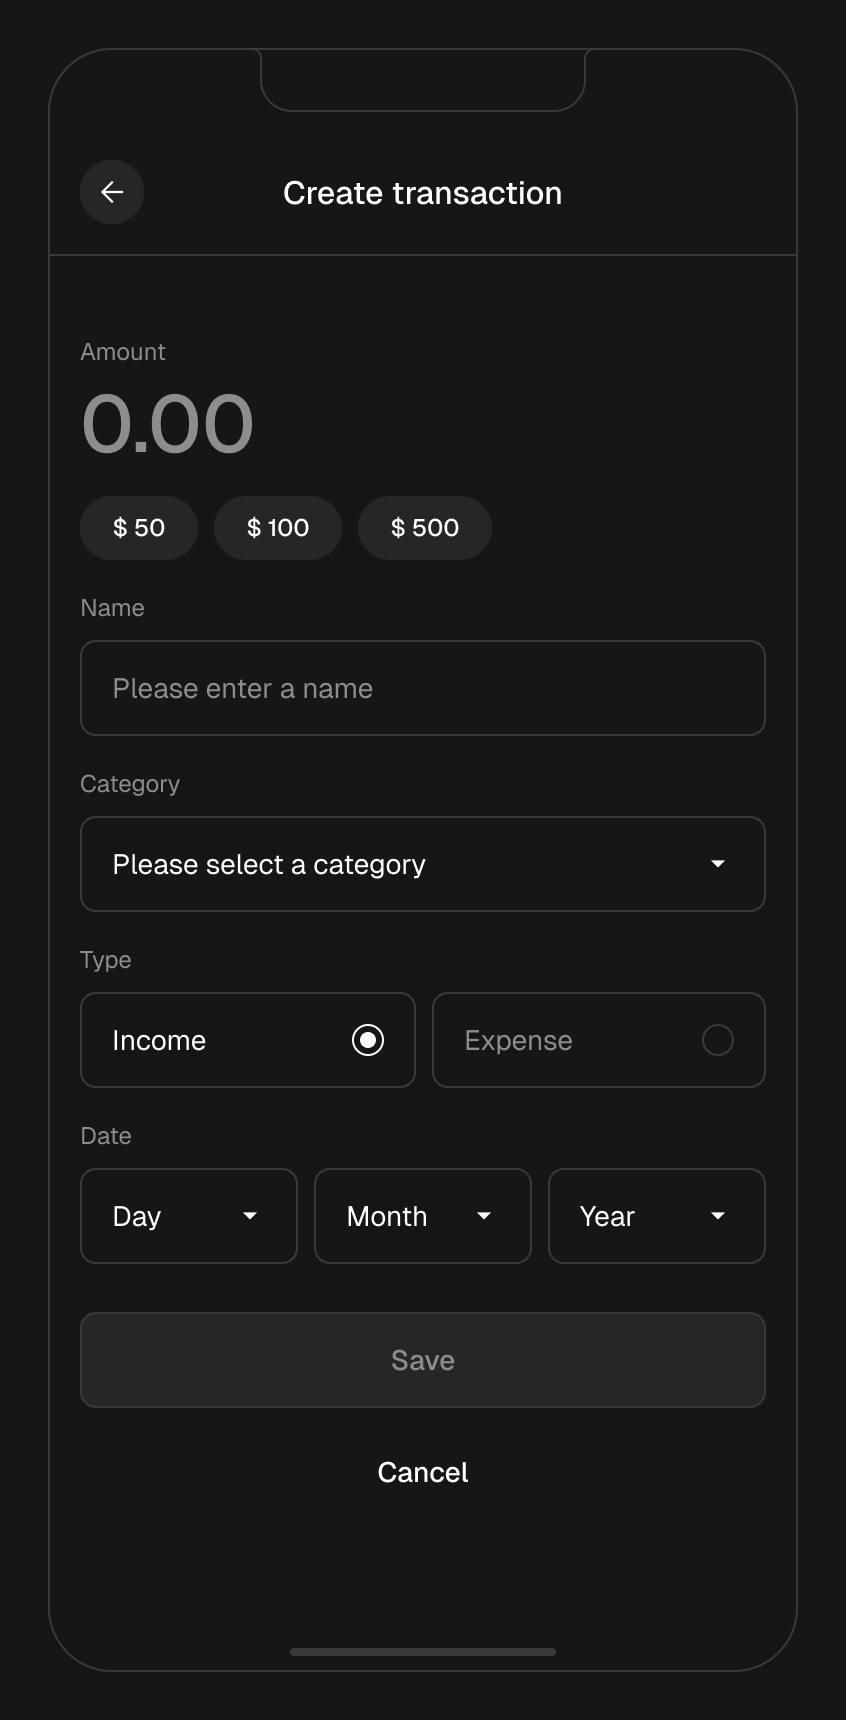 Create transaction
Amount
0.00
$ 50 $ 100 $ 500
Name
Please enter a name
Category
Please select a category
Type
Income Expense
Date
Day Month Year
Save
Cancel